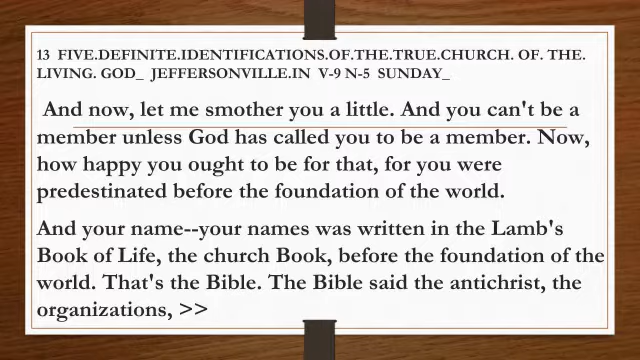 13 FIVE.DEFINITE.IDENTIFICATIONS.OF.THE.TRUE.CHURCH. OF. THE.
LIVING. GOD_ JEFFERSONVILLE.IN V-9 N-5 SUNDAY_
And now, let me smother you a little. And you can't be a
member unless God has called you to be a member. Now,
how happy you ought to be for that, for you were
predestinated before the foundation of the world.
And your name--your names was written in the Lamb's
Book of Life, the church Book, before the foundation of the
world. That's the Bible. The Bible said the antichrist, the
organizations, >>